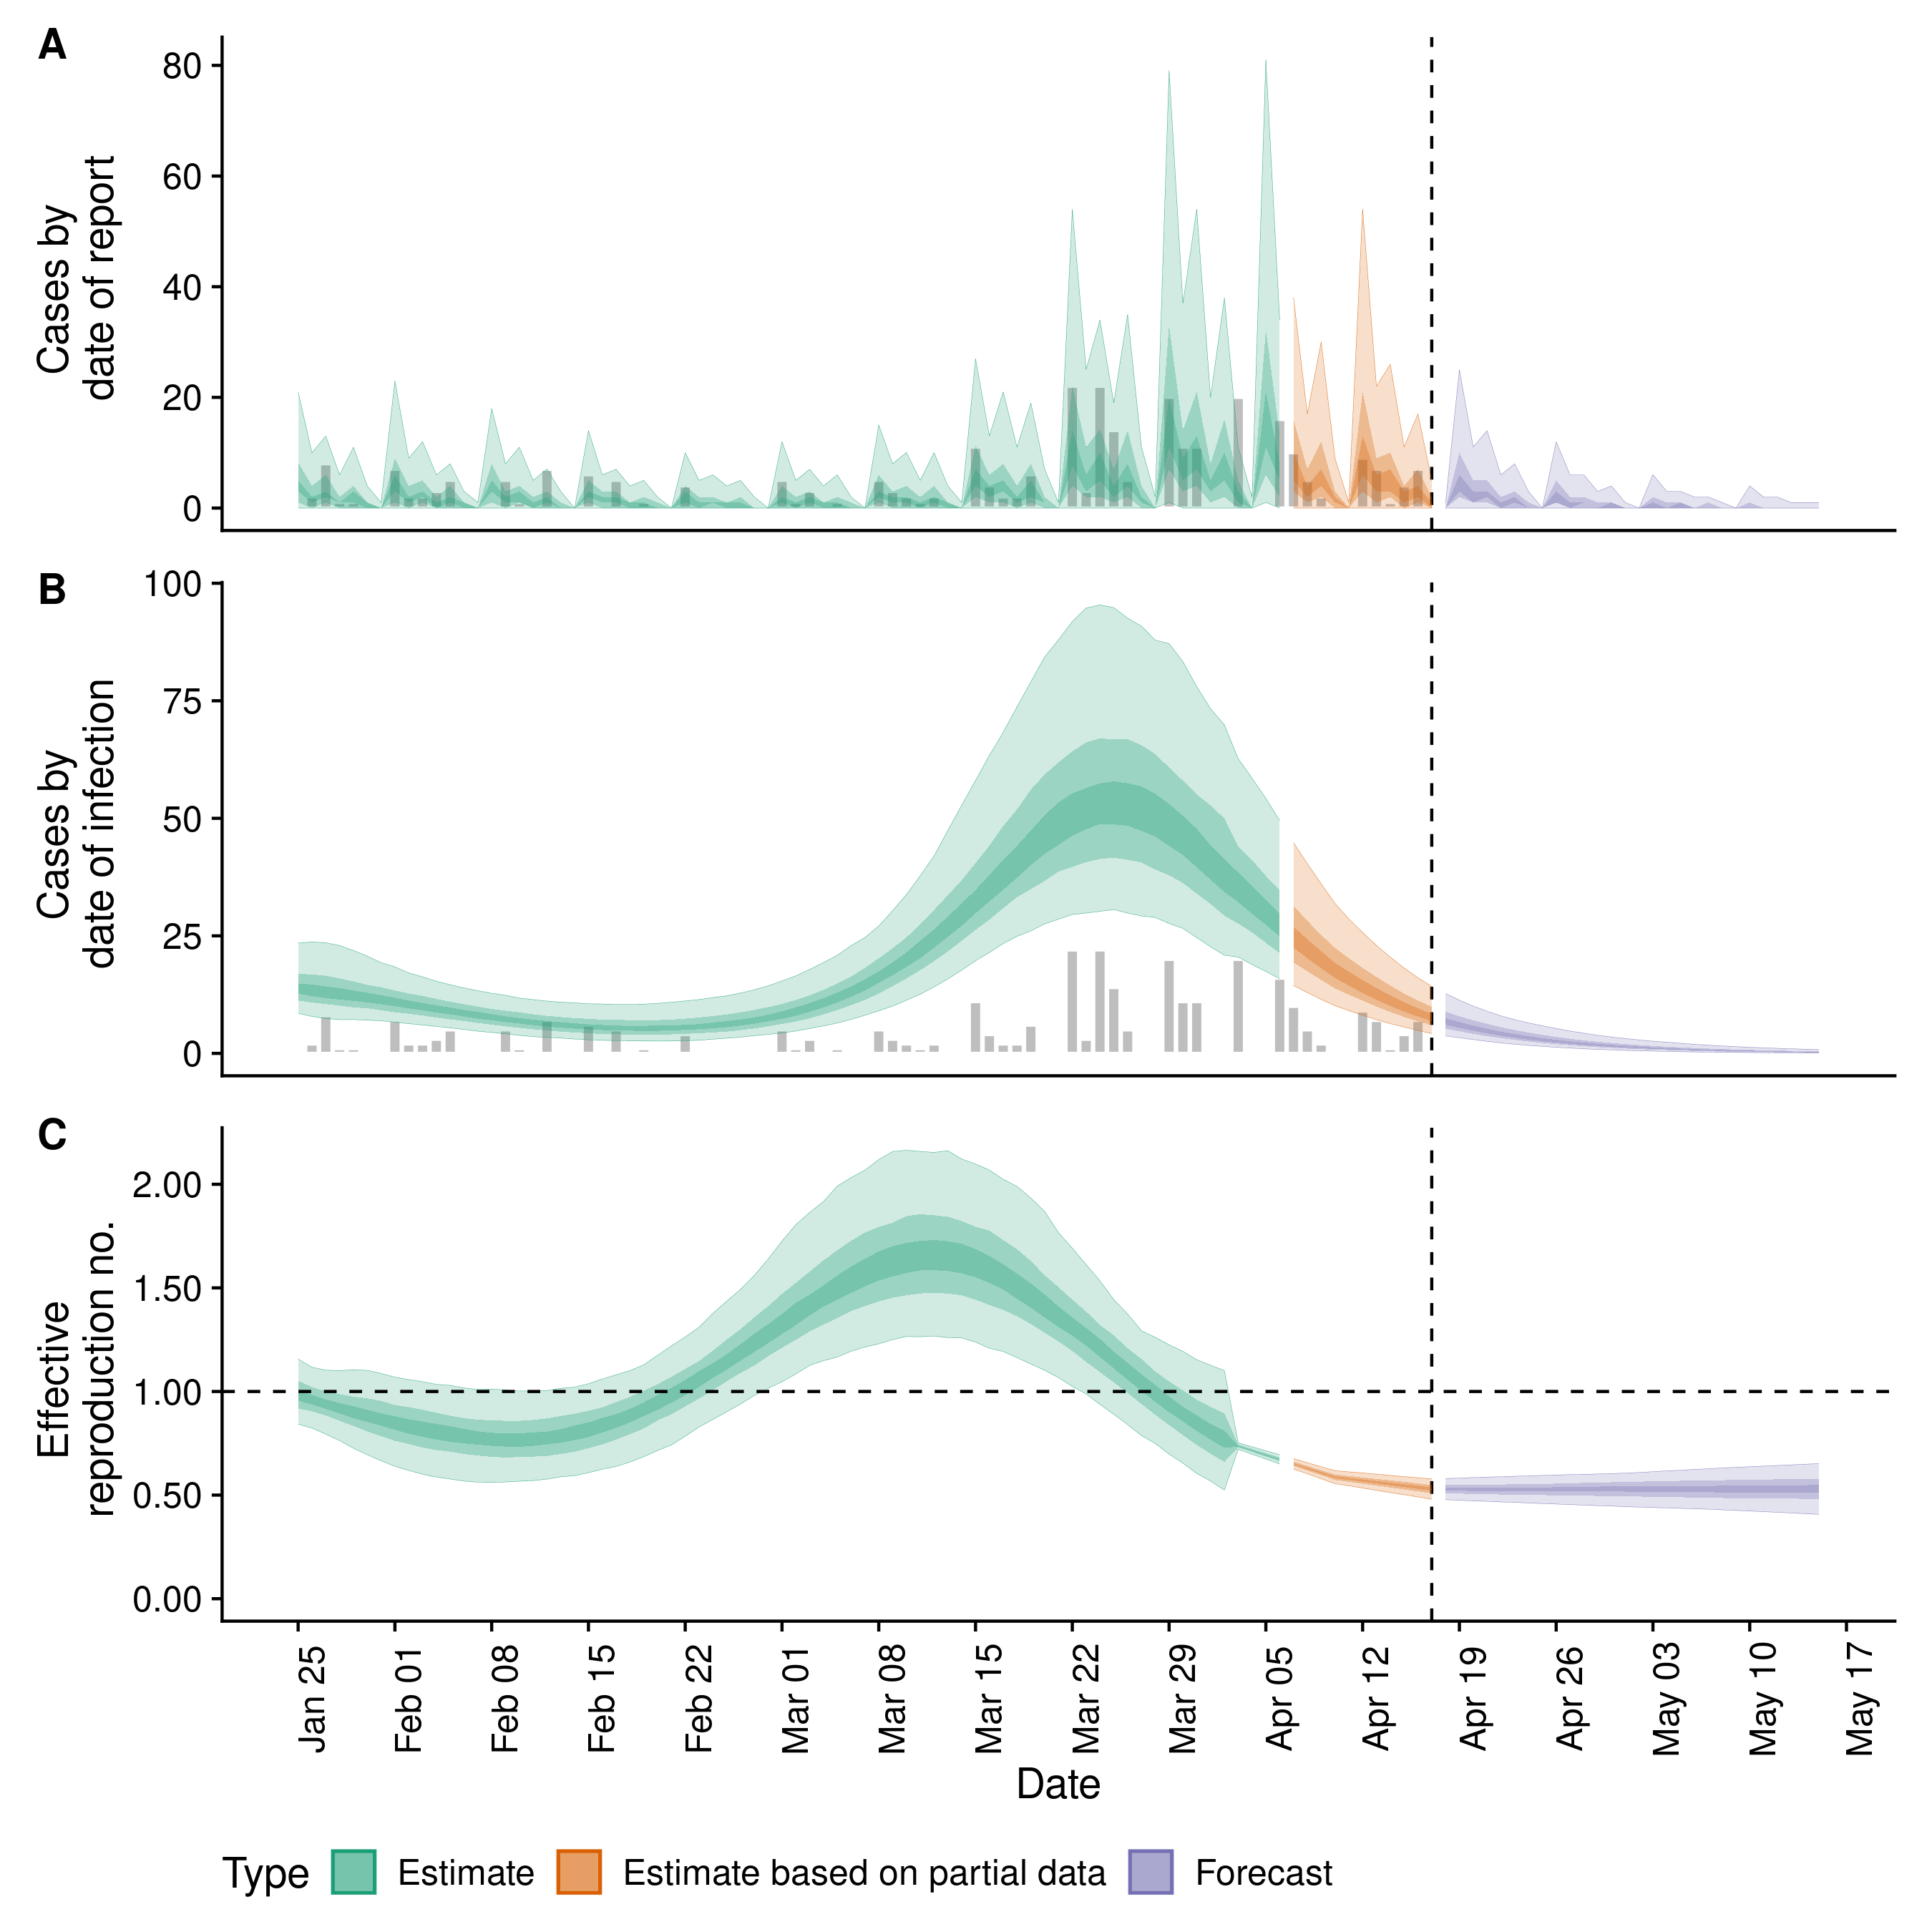 A
Cases by
date of report
80
60
40
20
0
B
Cases by
date of infection
100
75
50
25
0
C
Effective
reproduction no.
2.00
1.50
1.00
0.50
0.00
Jan 25
Feb 01
Feb 08
Feb 15
Feb 22
Mar 01
Mar 08
Mar 15
Mar 22
Mar 29
Apr 05
Apr 12
Apr 19
Apr 26
May 03
May 10
May 17
Date
Type Estimate Estimate based on partial data Forecast